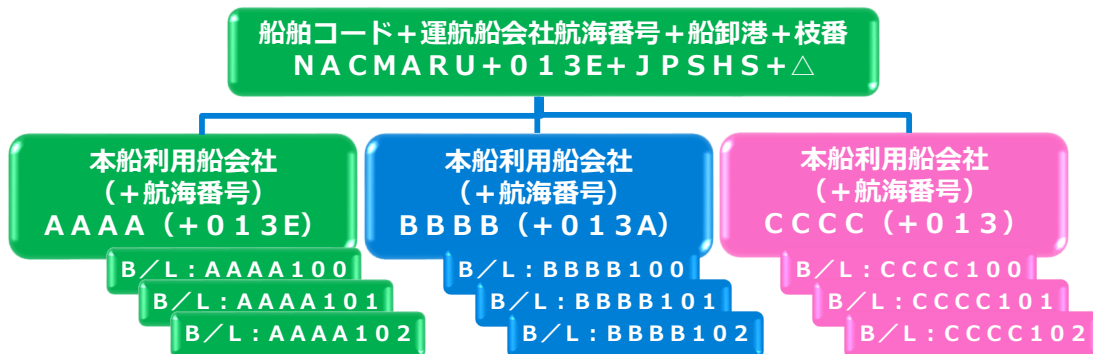 船舶コード＋運航船会社航海番号＋船卸港＋枝番
ＮＡＣＭＡＲＵ＋０１３Ｅ＋ＪＰＳＨＳ＋△
本船利用船会社
（＋航海番号）
ＡＡＡＡ（＋０１３Ｅ）
Ｂ／Ｌ：ＡＡＡＡ１００
Ｂ／Ｌ：ＡＡＡＡ１０１
Ｂ／Ｌ：ＡＡＡＡ１０２
本船利用船会社
（＋航海番号）
ＢＢＢＢ（＋０１３Ａ）
Ｂ／Ｌ：ＢＢＢＢ１００
Ｂ／Ｌ：ＢＢＢＢ１０１
Ｂ／Ｌ：ＢＢＢＢ１０２
本船利用船会社
（＋航海番号）
ＣＣＣＣ（＋０１３）
Ｂ／Ｌ：ＣＣＣＣ１００
Ｂ／Ｌ：ＣＣＣＣ１０１
Ｂ／Ｌ：ＣＣＣＣ１０２